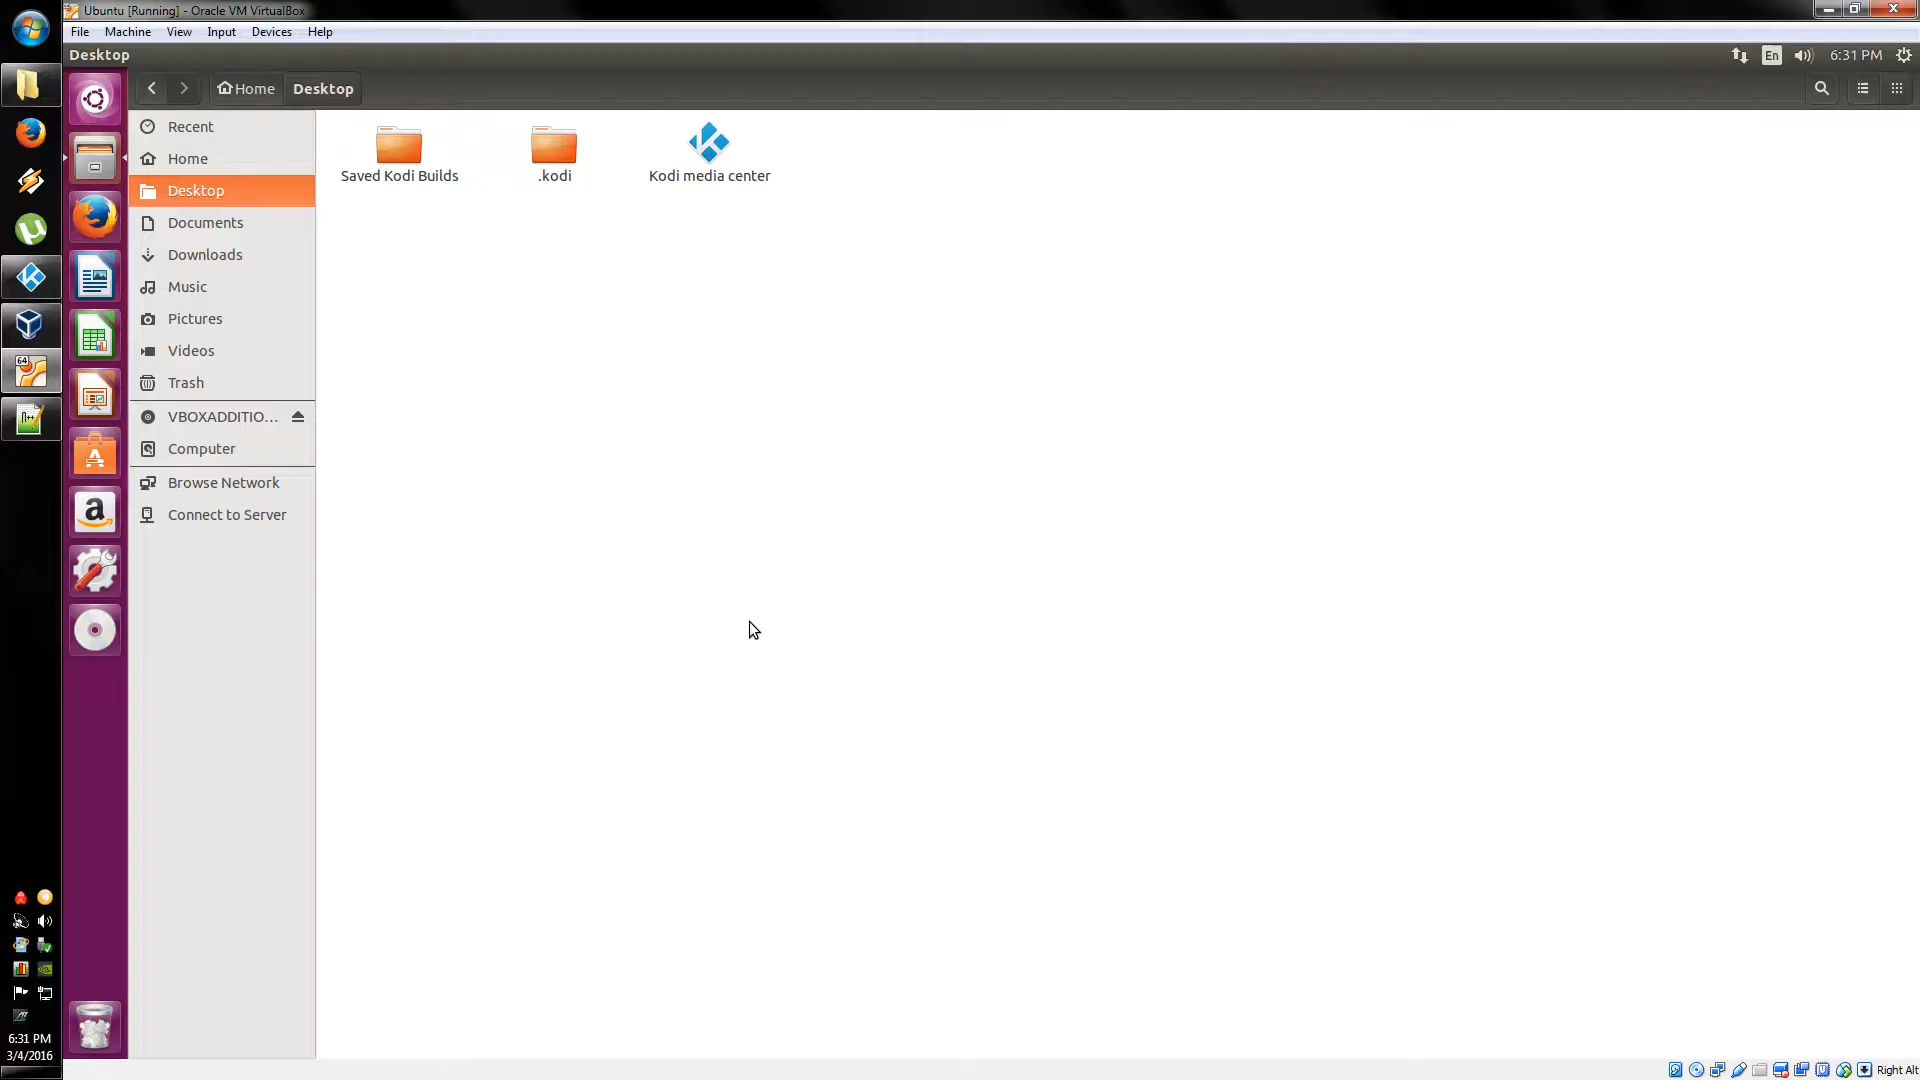 Ubuntu [Running] - Oracle VM VirtualBox
File Machine View Input Devices Help
Desktop
En
6:31 PM
Home
Desktop
Recent
Home
Desktop
Documents
Downloads
Music
Pictures
Videos
Trash
VBOXADDITIO...
Computer
Browse Network
Connect to Server
Saved Kodi Builds
.kodi
Kodi media center
64
a
6:31 PM
3/4/2016
Right Alt